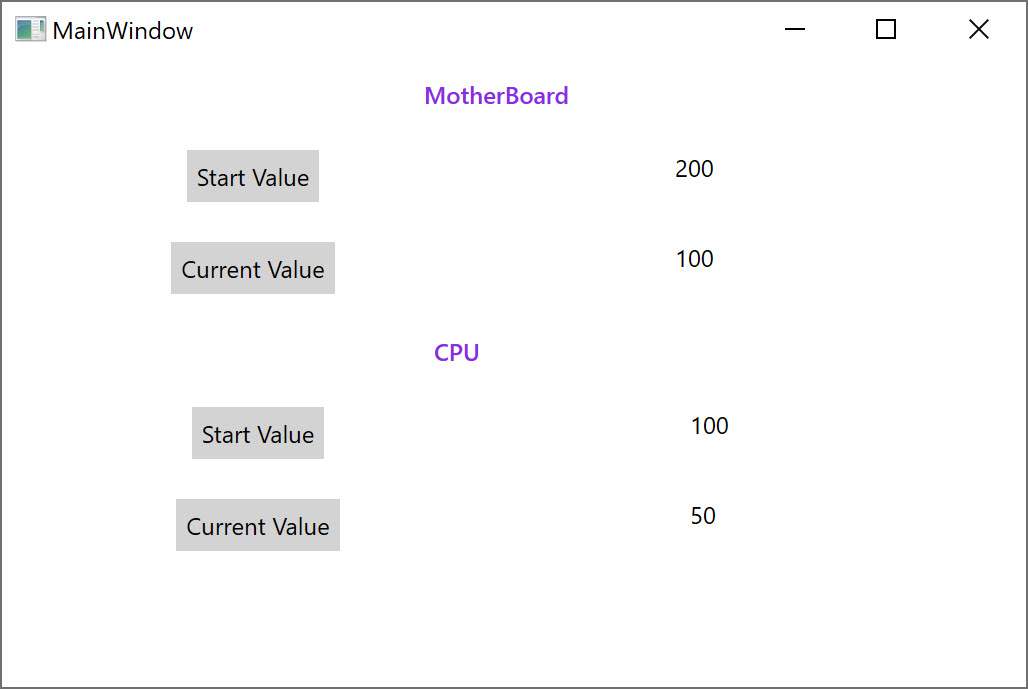 MainWindow
MotherBoard
Start Value 200
Current Value 100
CPU
Start Value 100
Current Value 50